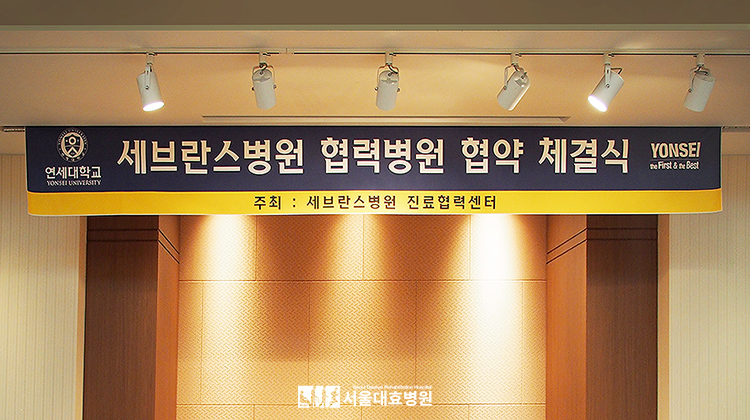 연세대학교
YONSEI UNIVERSITY
세브란스병원 협력병원 협약 체결식
YONSEI
the First & the Best
주최 : 세브란스병원 진료협력센터
서울대효병원